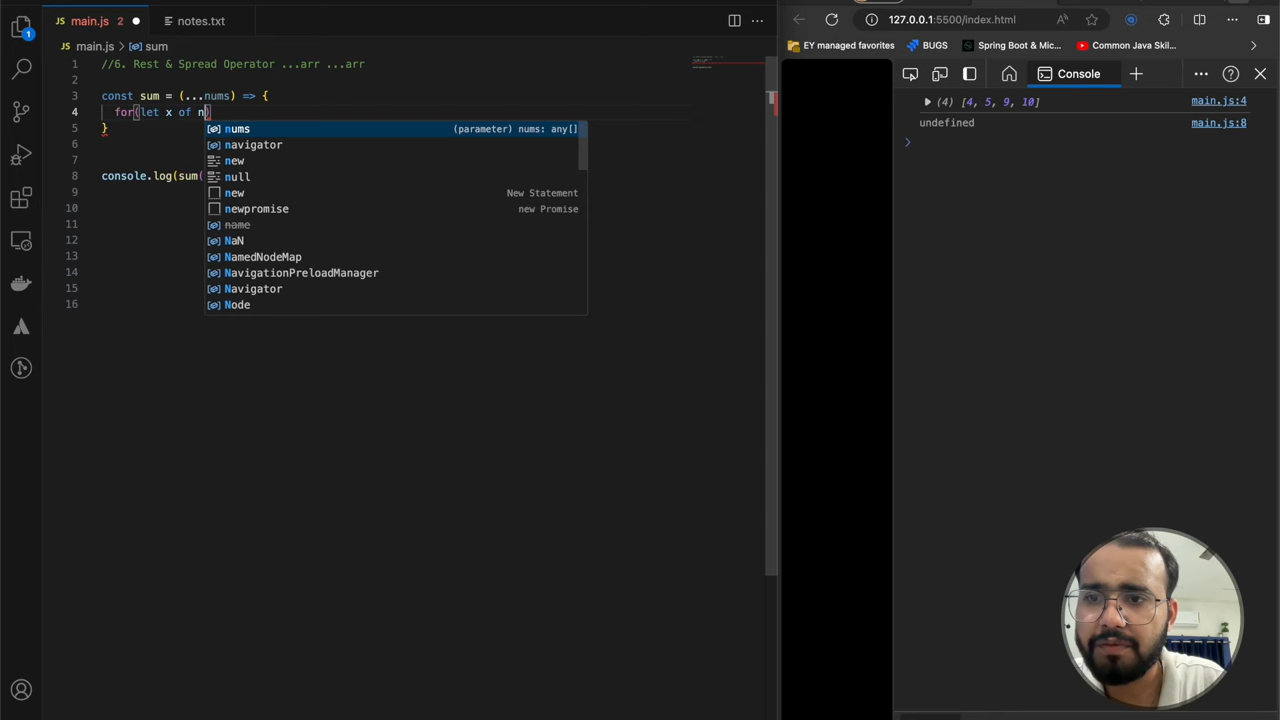 main.js 2
notes.txt
127.0.0.1:5500/index.html
JS main.js > sum
EY managed favorites
BUGS
Spring Boot & Mic...
Common Java Skil...
1 //6. Rest & Spread Operator ...arr ...arr
2
3 const sum = (...nums) => {
4 for(let x of n)
5 }
6
7
8 console.log(sum(
9
10
11
12
13
14
15
16
nums (parameter) nums: any[]
navigator
new
null
new New Statement
newpromise new Promise
name
NaN
NamedNodeMap
NavigationPreloadManager
Navigator
Node
Console
(4) [4, 5, 9, 10] main.js:4
undefined main.js:8
1